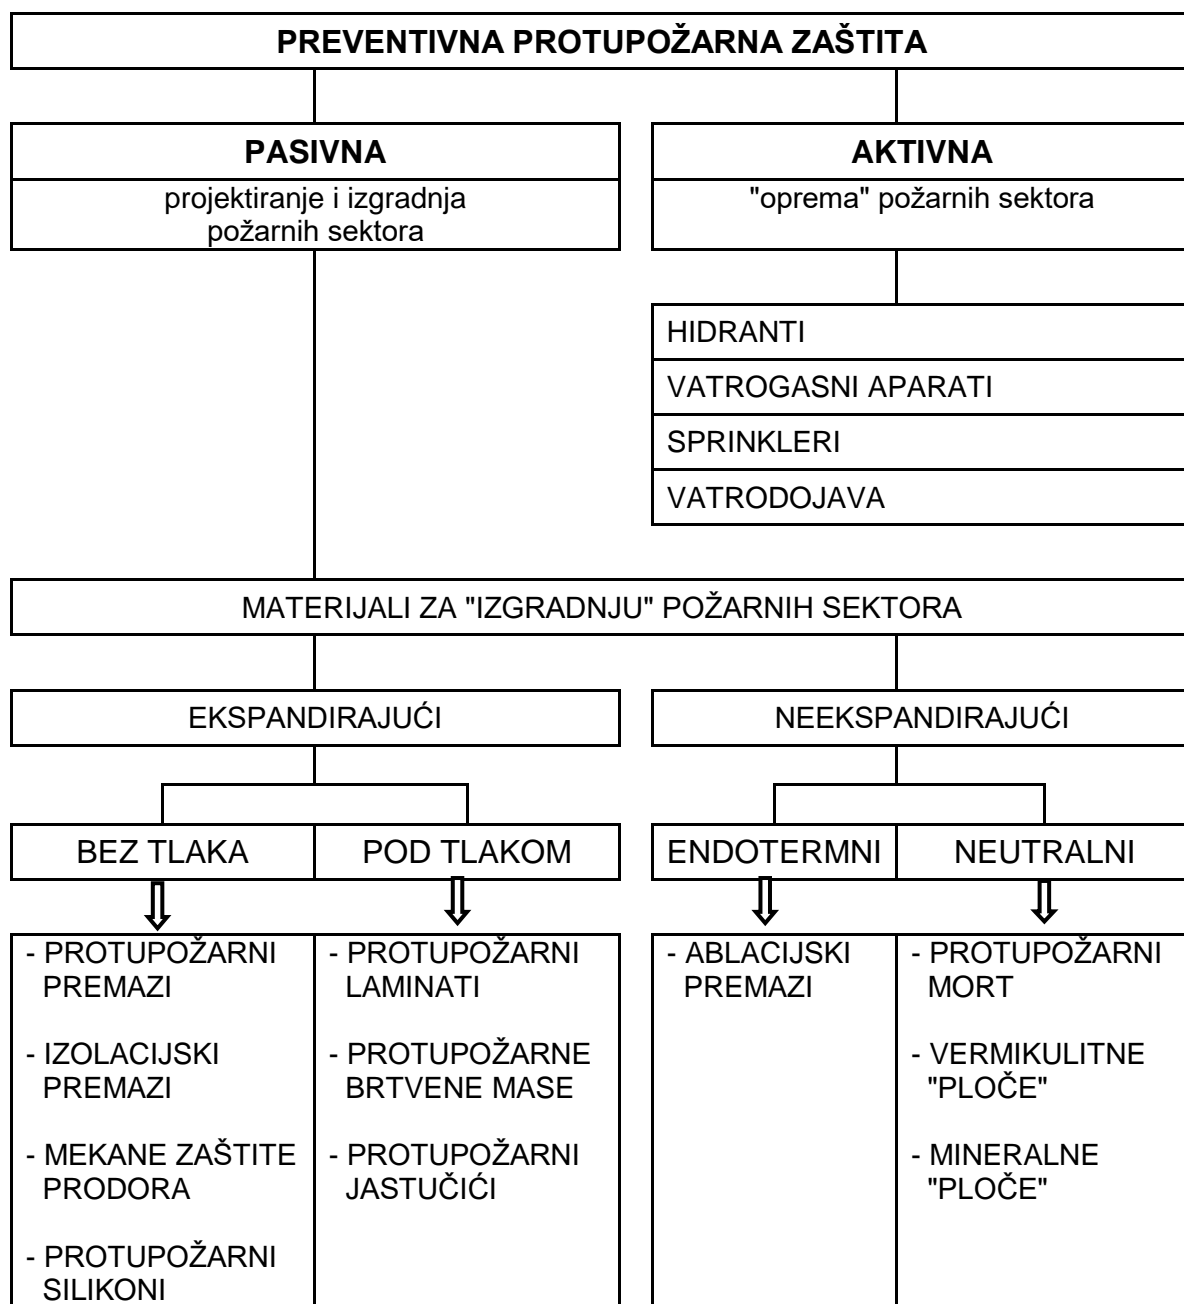 PREVENTIVNA PROTUPOŽARNA ZAŠTITA
PASIVNA
projektiranje i izgradnja
požarnih sektora
AKTIVNA
"oprema" požarnih sektora
HIDRANTI
VATROGASNI APARATI
SPRINKLERI
VATRODOJAVA
MATERIJALI ZA "IZGRADNJU" POŽARNIH SEKTORA
EKSPANDIRAJUĆI
NEEKSPANDIRAJUĆI
BEZ TLAKA
POD TLAKOM
ENDOTERMNI
NEUTRALNI
- PROTUPOŽARNI
PREMAZI
- IZOLACIJSKI
PREMAZI
- MEKANE ZAŠTITE
PRODORA
- PROTUPOŽARNI
SILIKONI
- PROTUPOŽARNI
LAMINATI
- PROTUPOŽARNE
BRTVENE MASE
- PROTUPOŽARNI
JASTUČIĆI
- ABLACIJSKI
PREMAZI
- PROTUPOŽARNI
MORT
- VERMIKULITNE
"PLOČE"
- MINERALNE
"PLOČE"